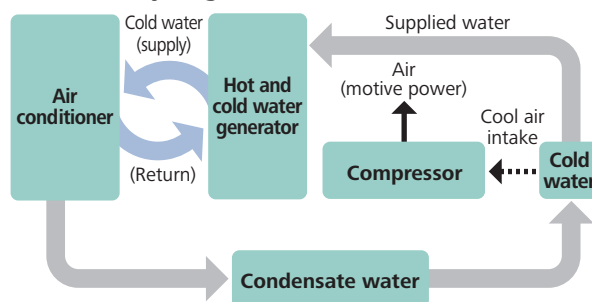 Cold water
(supply)
Supplied water
Air
conditioner
Hot and
cold water
generator
Air
(motive power)
Cool air
intake
(Return)
Compressor
Cold
water
Condensate water